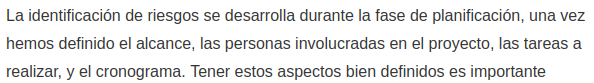 La identificación de riesgos se desarrolla durante la fase de planificación, una vez
hemos definido el alcance, las personas involucradas en el proyecto, las tareas a
realizar, y el cronograma. Tener estos aspectos bien definidos es importante